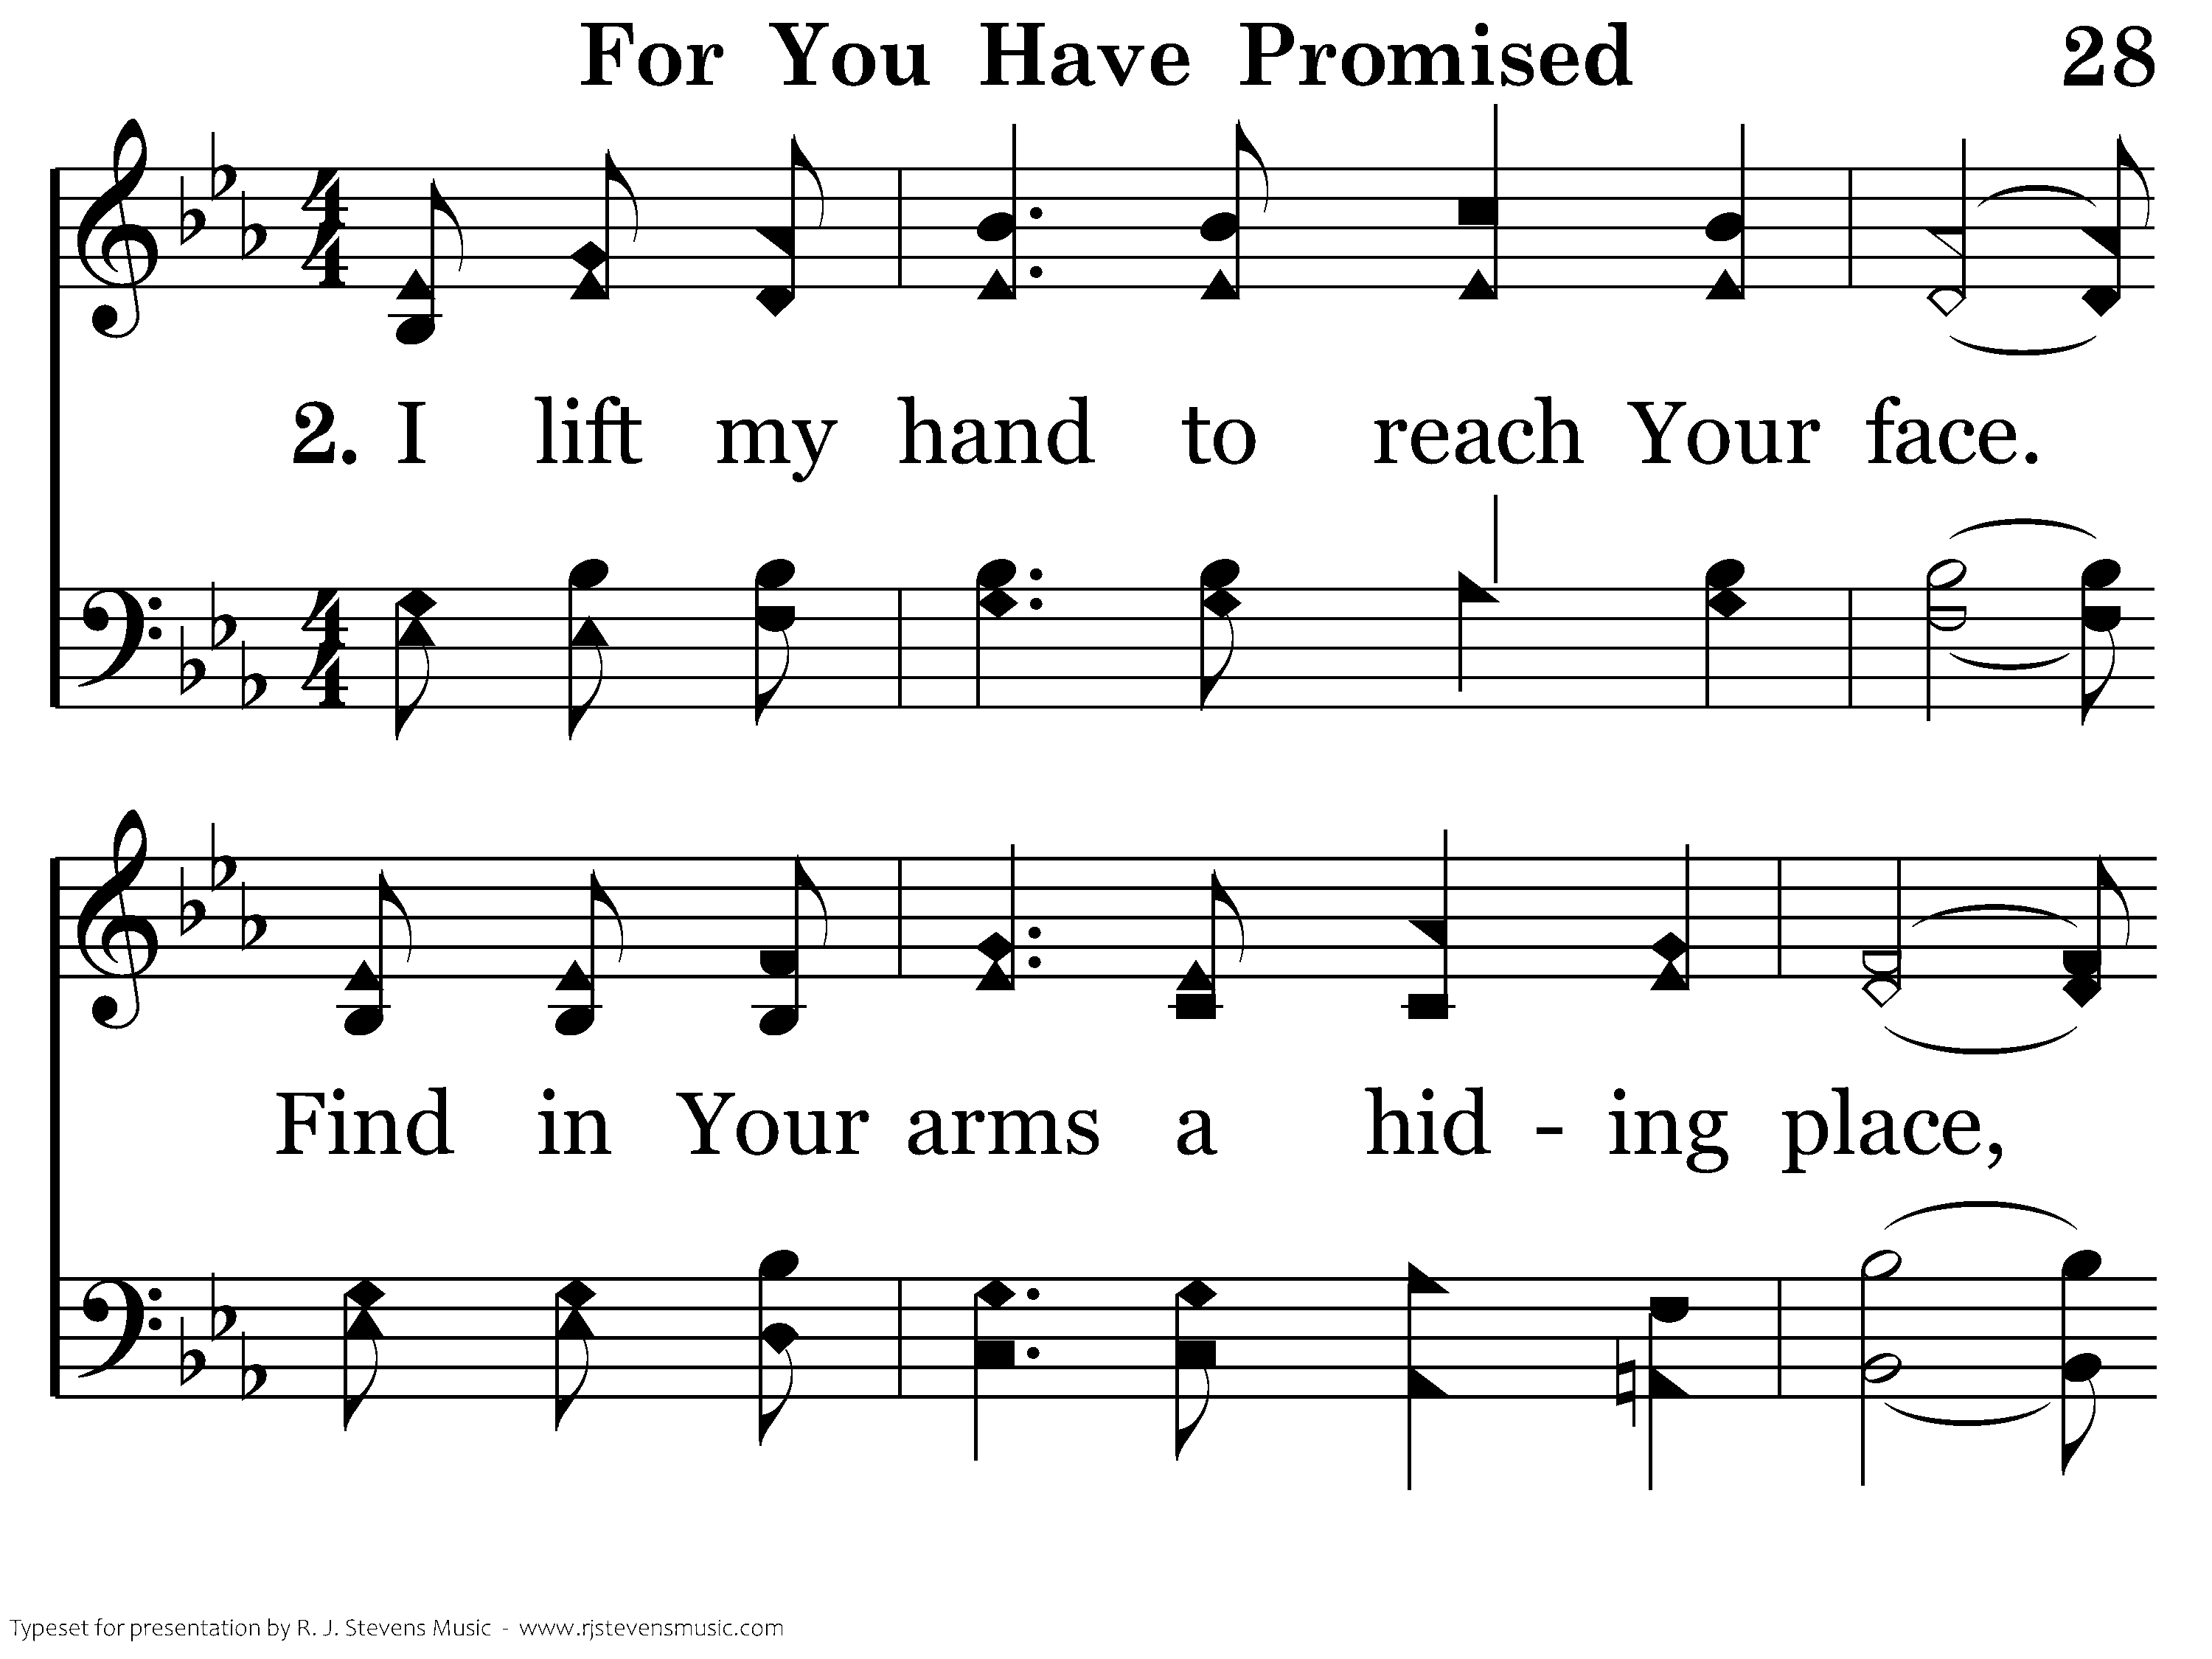 For You Have Promised 28
2. I lift my hand to reach Your face.
Find in Your arms a hid - ing place,
Typeset for presentation by R. J. Stevens Music - www.rjstevensmusic.com